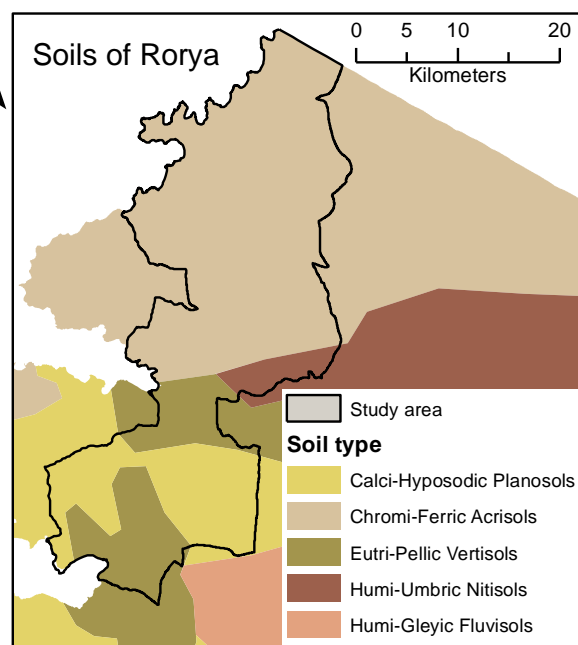 Soils of Rorya
0 5 10 20
Kilometers
Study area
Soil type
Calci-Hyposodic Planosols
Chromi-Ferric Acrisols
Eutri-Pellic Vertisols
Humi-Umbric Nitisols
Humi-Gleyic Fluvisols